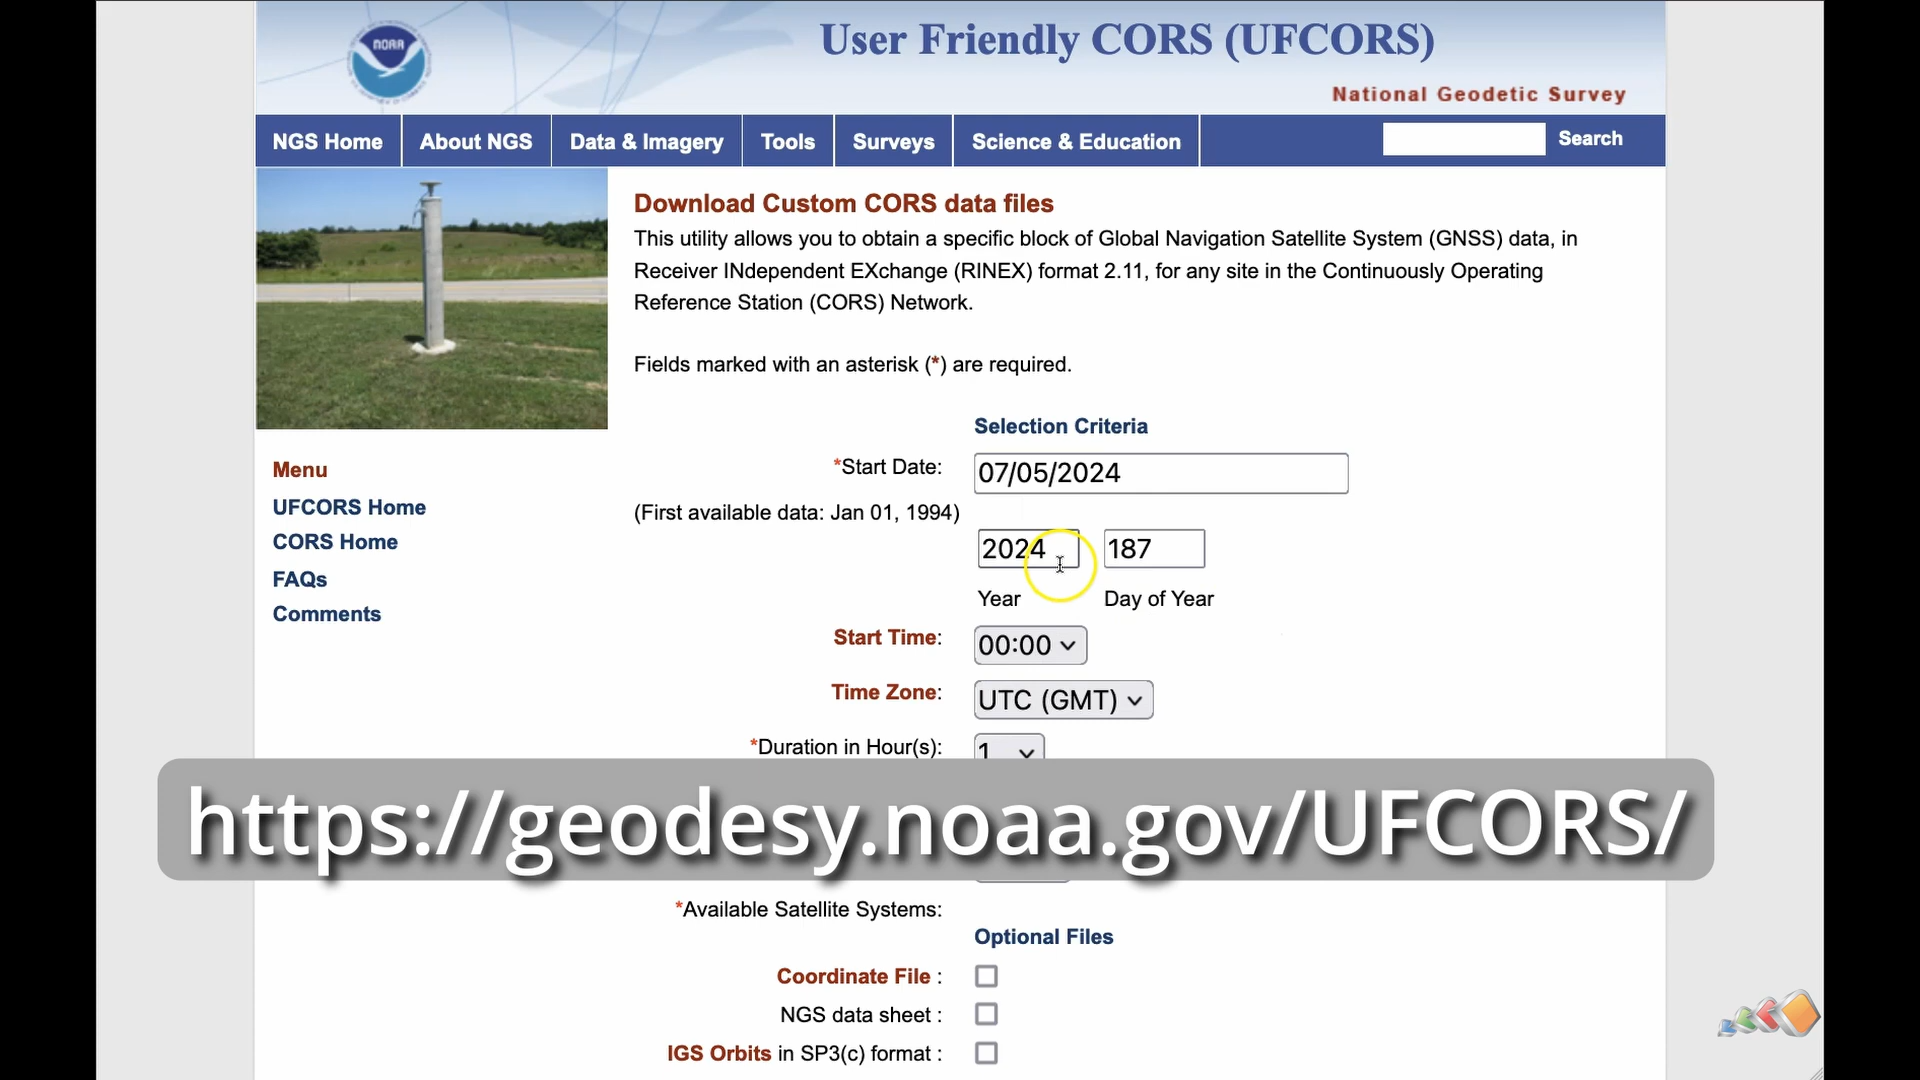 NOAA
User Friendly CORS (UFCORS)
National Geodetic Survey
NGS Home
About NGS
Data & Imagery
Tools
Surveys
Science & Education
Search
Download Custom CORS data files
This utility allows you to obtain a specific block of Global Navigation Satellite System (GNSS) data, in
Receiver INdependent EXchange (RINEX) format 2.11, for any site in the Continuously Operating
Reference Station (CORS) Network.
Fields marked with an asterisk (*) are required.
Menu
UFCORS Home
CORS Home
FAQs
Comments
Selection Criteria
*Start Date: 07/05/2024
(First available data: Jan 01, 1994)
2024 187
Year Day of Year
Start Time: 00:00
Time Zone: UTC (GMT)
*Duration in Hour(s): 1
https://geodesy.noaa.gov/UFCORS/
*Available Satellite Systems:
Optional Files
Coordinate File :
NGS data sheet :
IGS Orbits in SP3(c) format :